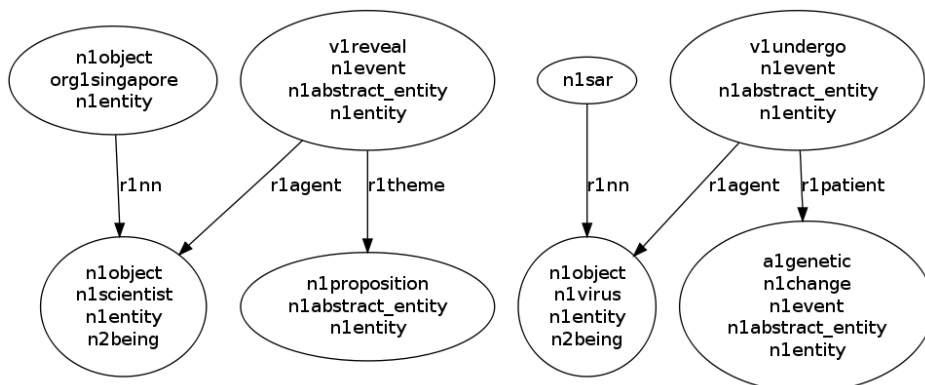 n1object
org1singapore
n1entity
v1reveal
n1event
n1abstract_entity
n1entity
n1sar
v1undergo
n1event
n1abstract_entity
n1entity
r1nn
r1agent
r1theme
r1nn
r1agent
r1patient
n1object
n1scientist
n1entity
n2being
n1proposition
n1abstract_entity
n1entity
n1object
n1virus
n1entity
n2being
a1genetic
n1change
n1event
n1abstract_entity
n1entity